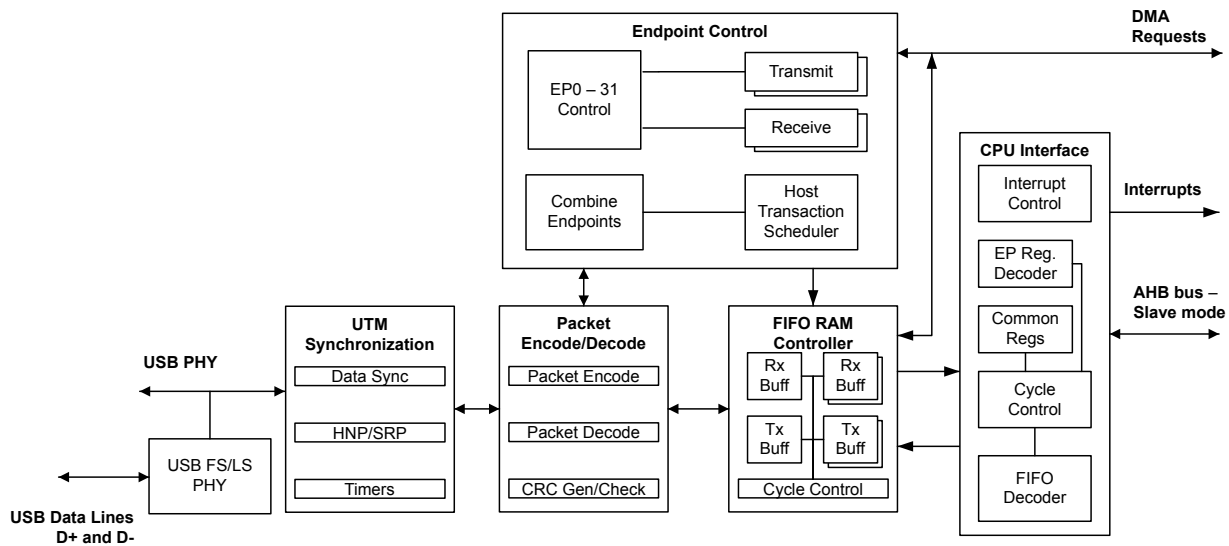 Endpoint Control
DMA
Requests
EP0 – 31
Control
Transmit
Receive
Combine
Endpoints
Host
Transaction
Scheduler
CPU Interface
Interrupt
Control
Interrupts
EP Reg.
Decoder
AHB bus –
Slave mode
Common
Regs
Cycle
Control
FIFO
Decoder
UTM
Synchronization
Data Sync
HNP/SRP
Timers
Packet
Encode/Decode
Packet Encode
Packet Decode
CRC Gen/Check
FIFO RAM
Controller
Rx
Buff
Rx
Buff
Tx
Buff
Tx
Buff
Cycle Control
USB PHY
USB FS/LS
PHY
USB Data Lines
D+ and D-